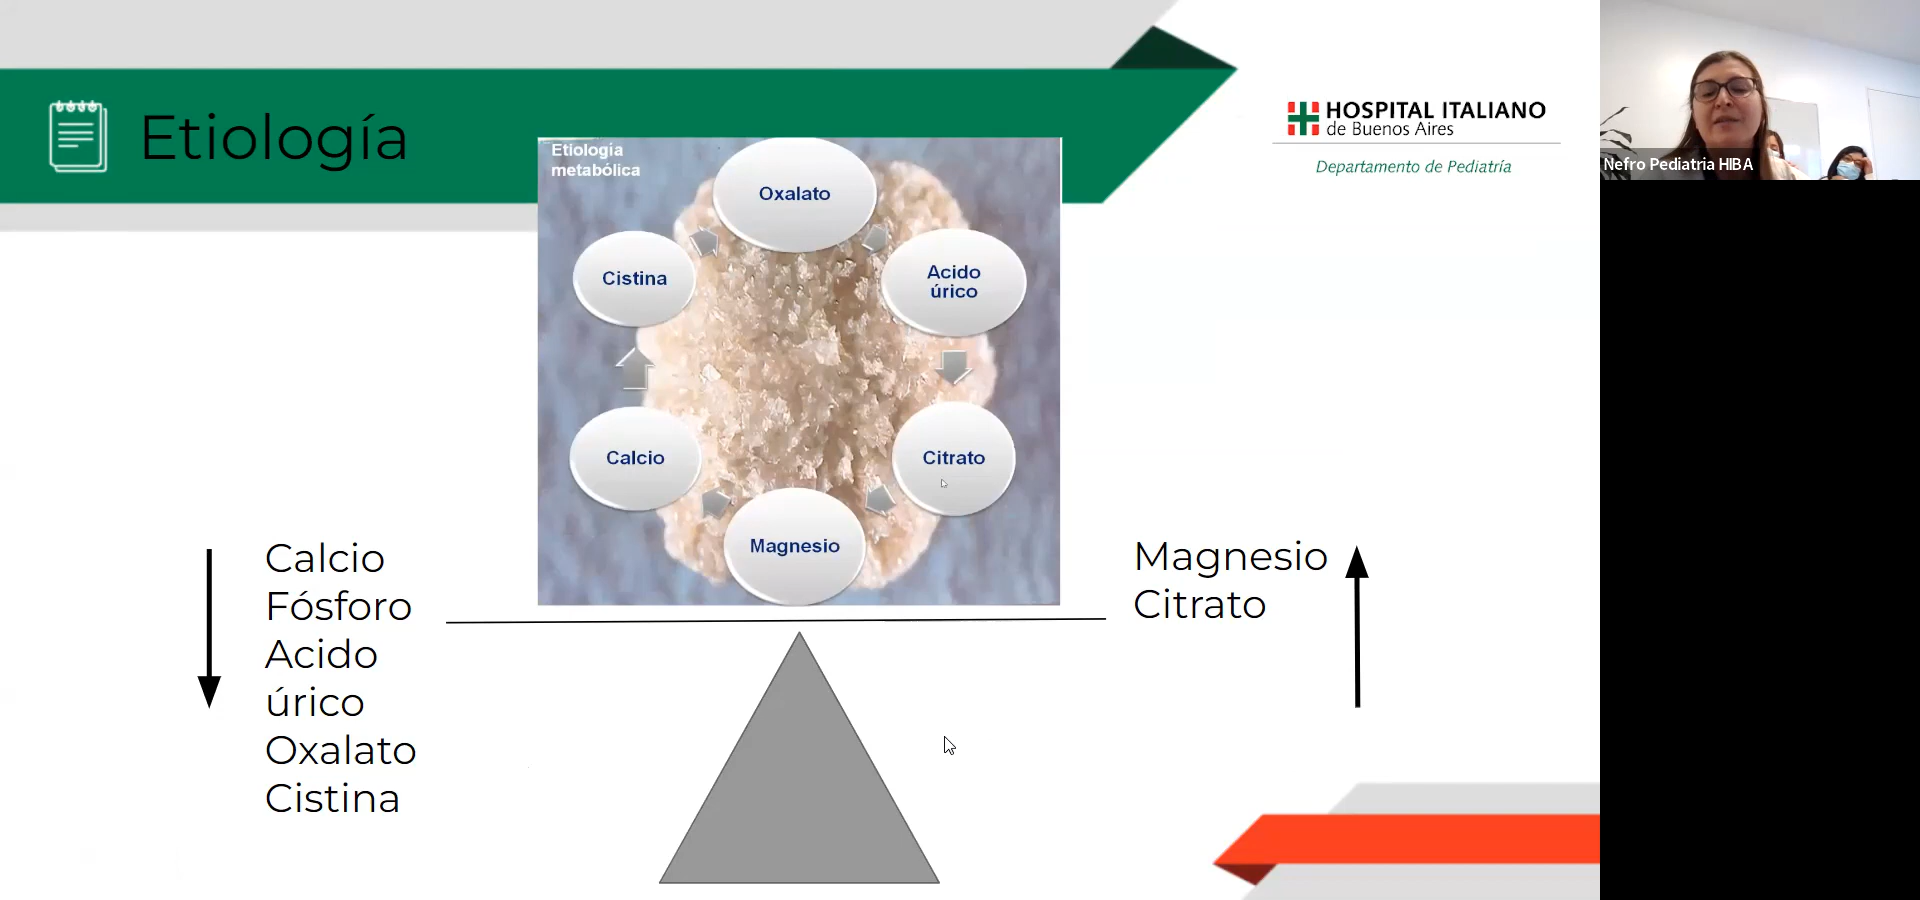 Etiología
HOSPITAL ITALIANO
de Buenos Aires
Departamento de Pediatría
Nefro Pediatria HIBA
Etiología
metabólica
Oxalato
Cistina
Acido
úrico
Calcio
Citrato
Magnesio
Calcio
Fósforo
Acido
úrico
Oxalato
Cistina
Magnesio
Citrato